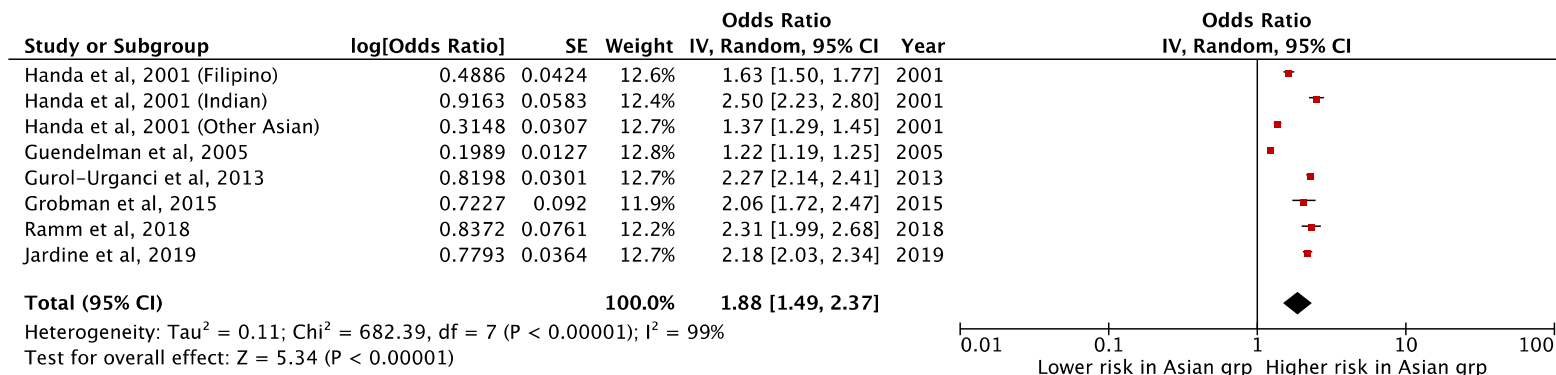 Odds Ratio Odds Ratio
Study or Subgroup log[Odds Ratio] SE Weight IV, Random, 95% CI Year IV, Random, 95% CI
Handa et al, 2001 (Filipino) 0.4886 0.0424 12.6% 1.63 [1.50, 1.77] 2001
Handa et al, 2001 (Indian) 0.9163 0.0583 12.4% 2.50 [2.23, 2.80] 2001
Handa et al, 2001 (Other Asian) 0.3148 0.0307 12.7% 1.37 [1.29, 1.45] 2001
Guendelman et al, 2005 0.1989 0.0127 12.8% 1.22 [1.19, 1.25] 2005
Gurol-Urganci et al, 2013 0.8198 0.0301 12.7% 2.27 [2.14, 2.41] 2013
Grobman et al, 2015 0.7227 0.092 11.9% 2.06 [1.72, 2.47] 2015
Ramm et al, 2018 0.8372 0.0761 12.2% 2.31 [1.99, 2.68] 2018
Jardine et al, 2019 0.7793 0.0364 12.7% 2.18 [2.03, 2.34] 2019
Total (95% CI) 100.0% 1.88 [1.49, 2.37]
Heterogeneity: Tau² = 0.11; Chi² = 682.39, df = 7 (P < 0.00001); I² = 99%
Test for overall effect: Z = 5.34 (P < 0.00001)
0.01 0.1 1 10 100
Lower risk in Asian grp Higher risk in Asian grp